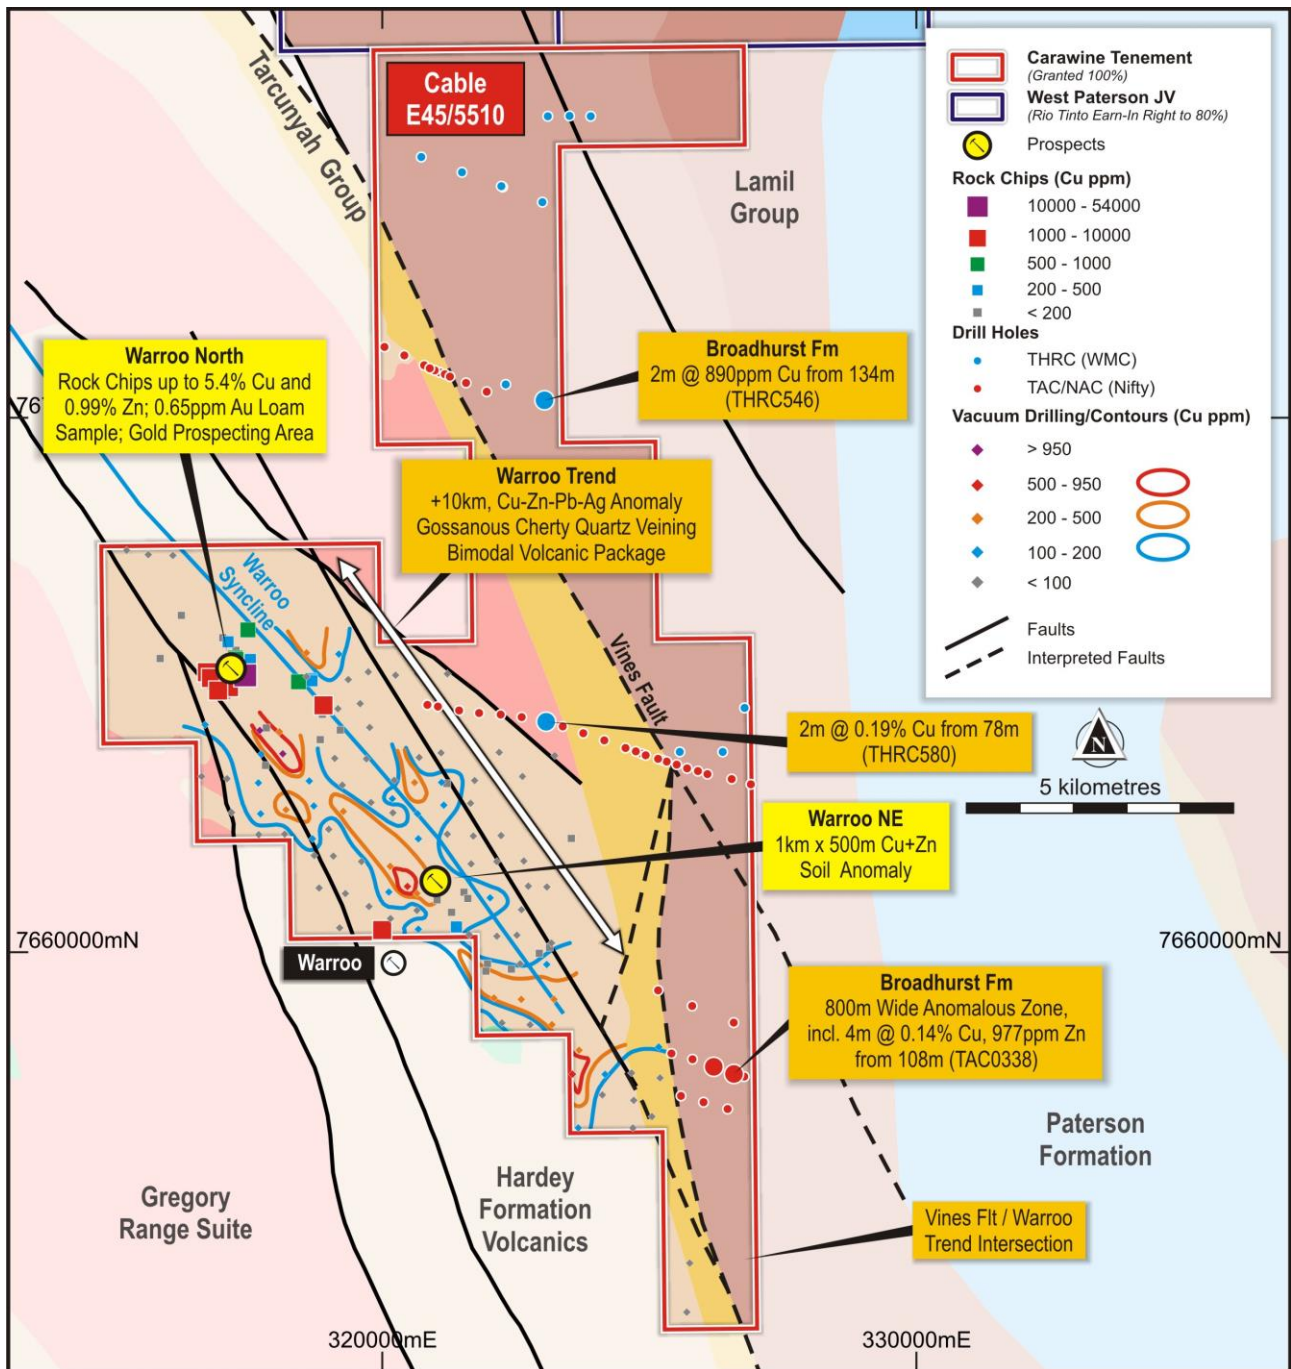 Cable
E45/5510
Tarcunyah Group
Lamil
Group
Carawine Tenement
(Granted 100%)
West Paterson JV
(Rio Tinto Earn-In Right to 80%)
Prospects
Rock Chips (Cu ppm)
10000 - 54000
1000 - 10000
500 - 1000
200 - 500
< 200
Drill Holes
THRC (WMC)
TAC/NAC (Nifty)
Vacuum Drilling/Contours (Cu ppm)
> 950
500 - 950
200 - 500
100 - 200
< 100
Faults
Interpreted Faults
N
5 kilometres
Warroo North
Rock Chips up to 5.4% Cu and
0.99% Zn; 0.65ppm Au Loam
Sample; Gold Prospecting Area
Broadhurst Fm
2m @ 890ppm Cu from 134m
(THRC546)
Warroo Trend
+10km, Cu-Zn-Pb-Ag Anomaly
Gossanous Cherty Quartz Veining
Bimodal Volcanic Package
Warroo
Syncline
Vines Fault
2m @ 0.19% Cu from 78m
(THRC580)
Warroo NE
1km x 500m Cu+Zn
Soil Anomaly
7660000mN
7660000mN
Warroo
Broadhurst Fm
800m Wide Anomalous Zone,
incl. 4m @ 0.14% Cu, 977ppm Zn
from 108m (TAC0338)
Paterson
Formation
Gregory
Range Suite
Hardey
Formation
Volcanics
Vines Flt / Warroo
Trend Intersection
320000mE
330000mE